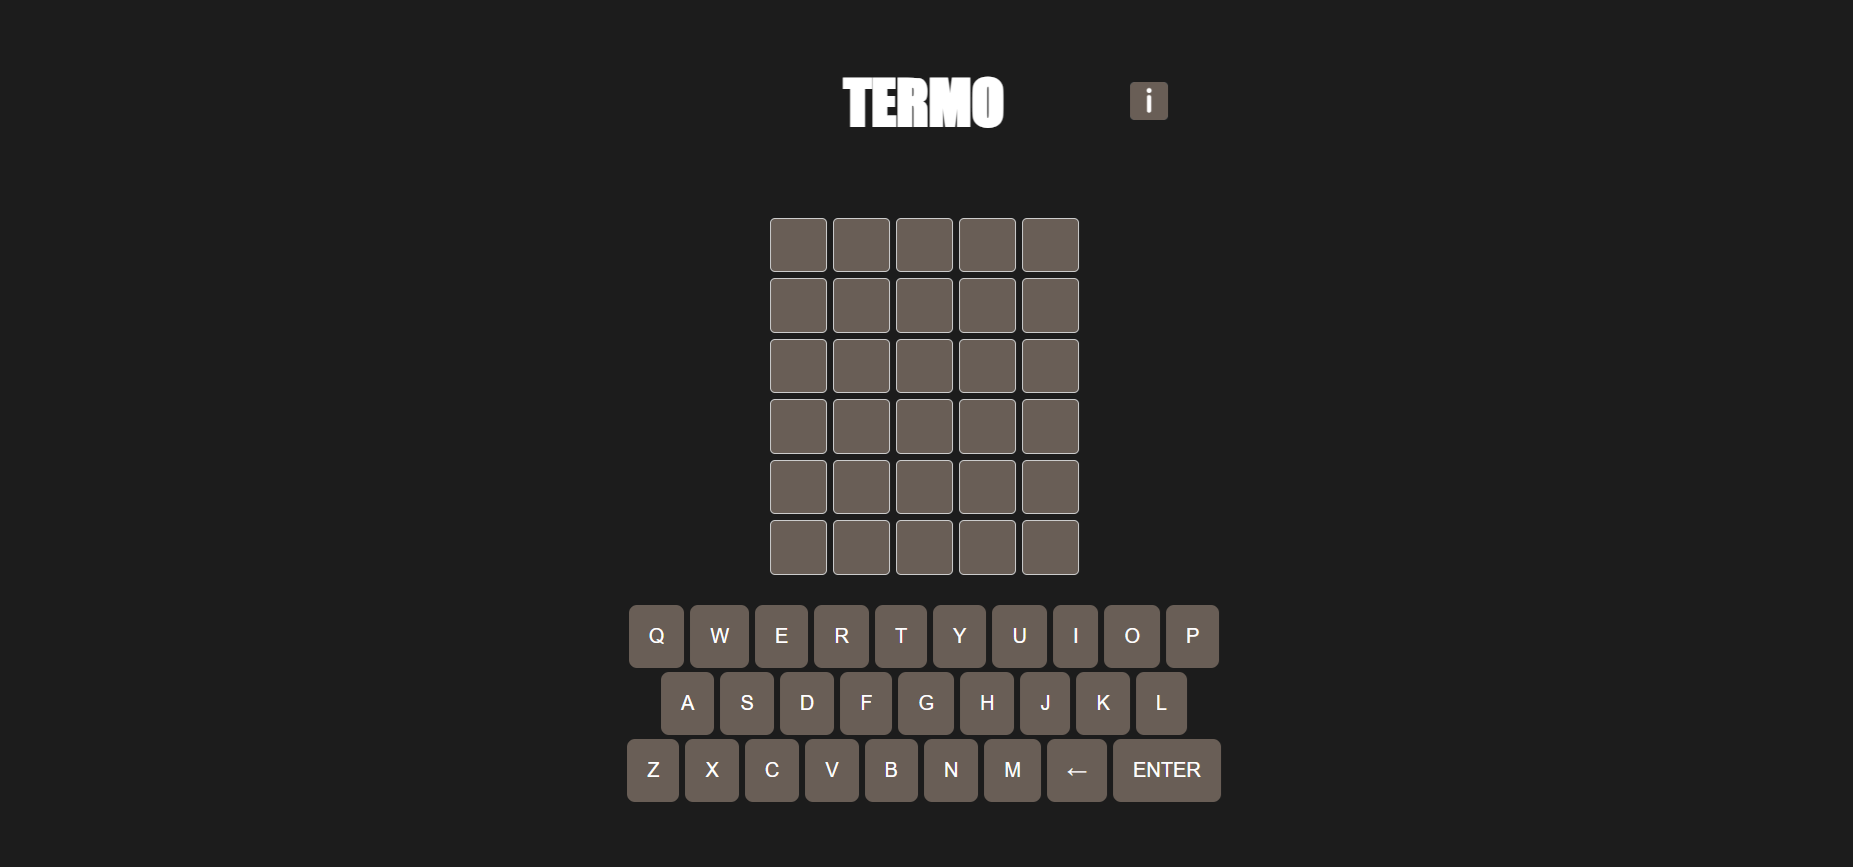 TERMO
i
Q W E R T Y U I O P
A S D F G H J K L
Z X C V B N M ← ENTER